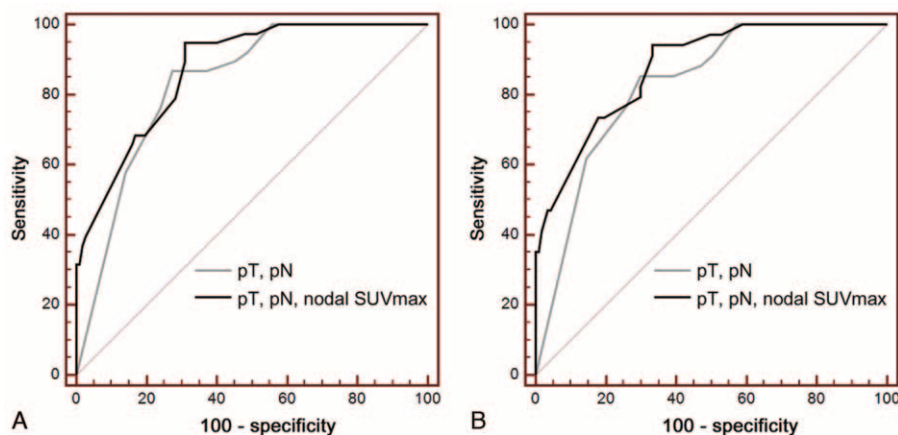 100
80
60
40
20
0
Sensitivity
pT, pN
pT, pN, nodal SUVmax
0 20 40 60 80 100
100 - specificity
A
100
80
60
40
20
0
Sensitivity
pT, pN
pT, pN, nodal SUVmax
0 20 40 60 80 100
100 - specificity
B